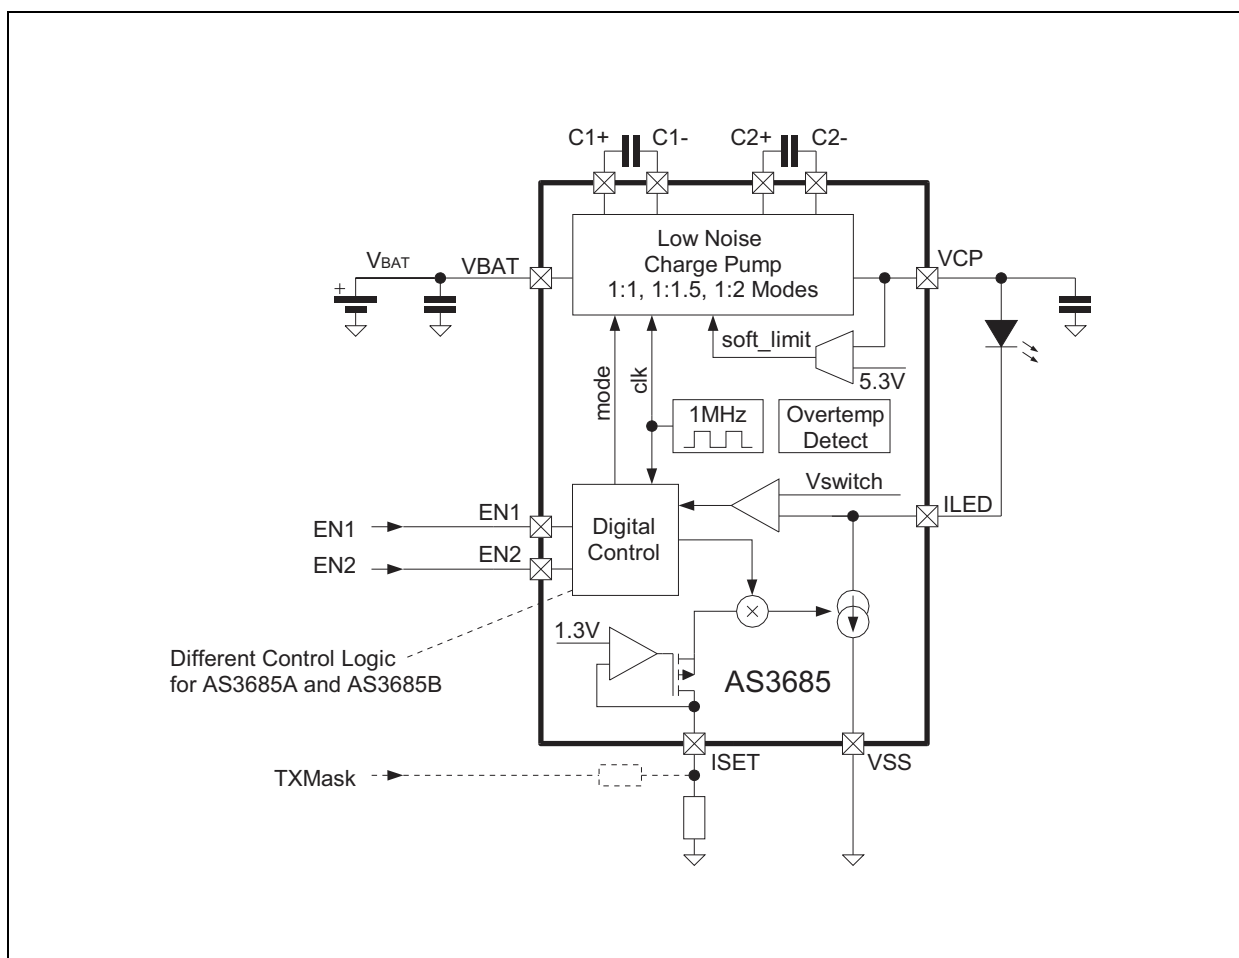 C1+ C1- C2+ C2-
Low Noise
Charge Pump
1:1, 1:1.5, 1:2 Modes
VBAT
VBAT
VCP
+
soft_limit
5.3V
mode
clk
1MHz
Overtemp
Detect
Vswitch
ILED
EN1
EN1
EN2
EN2
Digital
Control
1.3V
Different Control Logic
for AS3685A and AS3685B
AS3685
ISET
VSS
TXMask